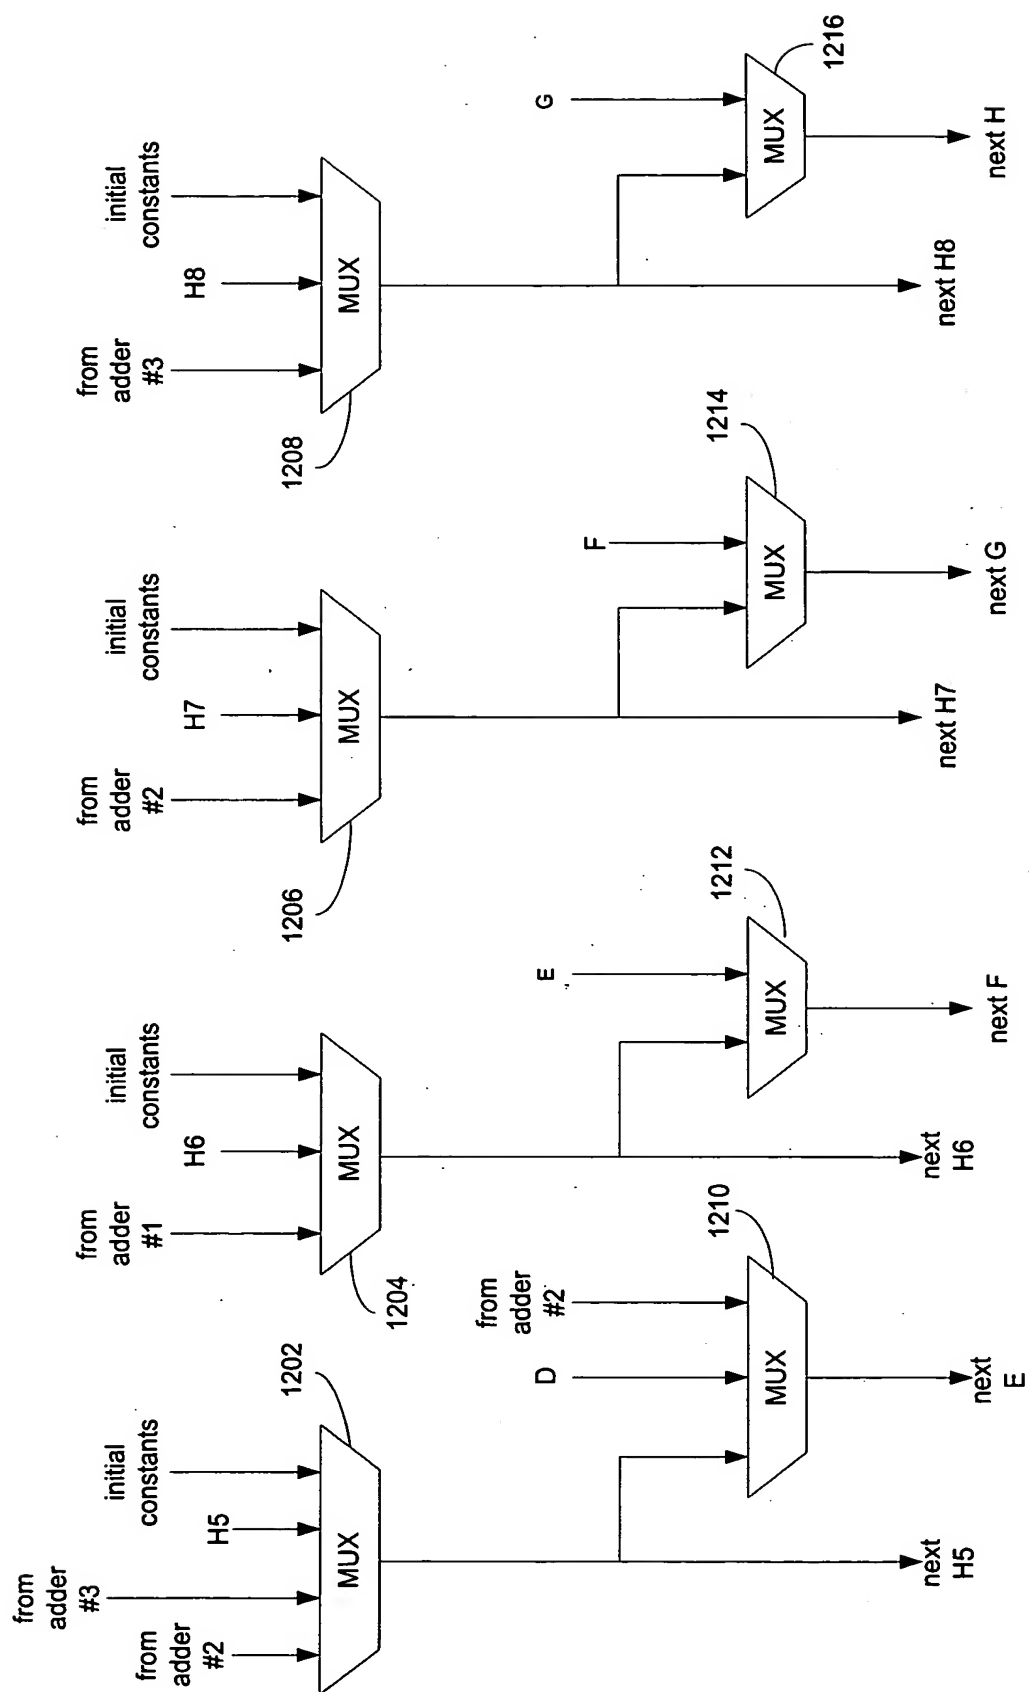 from
adder
#2
from
adder
#3
H5
initial
constants
MUX
1202
from
adder
#1
H6
initial
constants
MUX
1204
from
adder
#2
H7
initial
constants
MUX
1206
from
adder
#3
H8
initial
constants
MUX
1208
D
from
adder
#2
MUX
1210
E
MUX
1212
F
MUX
1214
G
MUX
1216
next
H5
next
E
next
H6
next F
next H7
next G
next H8
next H